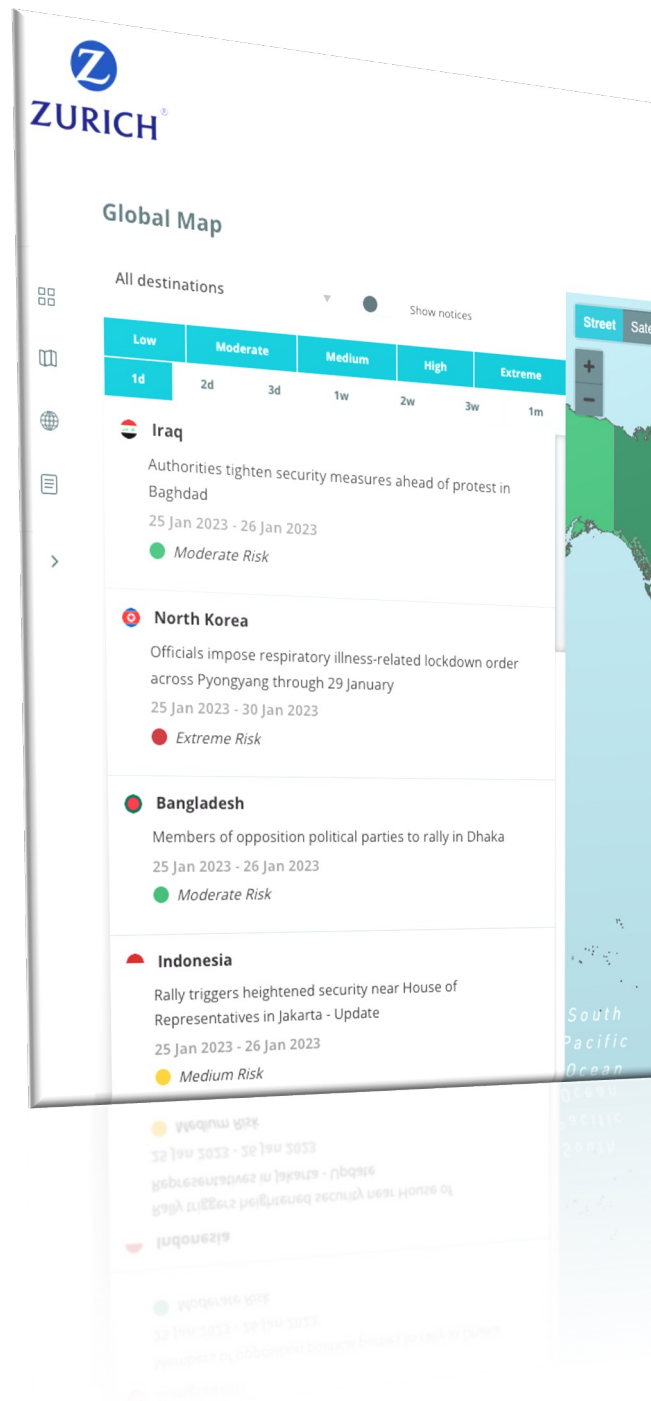 Z
ZURICH®
Global Map
All destinations
Show notices
Low Moderate Medium High Extreme
1d 2d 3d 1w 2w 3w 1m
Street Sate
+
−
Iraq
Authorities tighten security measures ahead of protest in
Baghdad
25 Jan 2023 - 26 Jan 2023
Moderate Risk
North Korea
Officials impose respiratory illness-related lockdown order
across Pyongyang through 29 January
25 Jan 2023 - 30 Jan 2023
Extreme Risk
Bangladesh
Members of opposition political parties to rally in Dhaka
25 Jan 2023 - 26 Jan 2023
Moderate Risk
Indonesia
Rally triggers heightened security near House of
Representatives in Jakarta - Update
25 Jan 2023 - 26 Jan 2023
Medium Risk
South
Pacific
Ocean